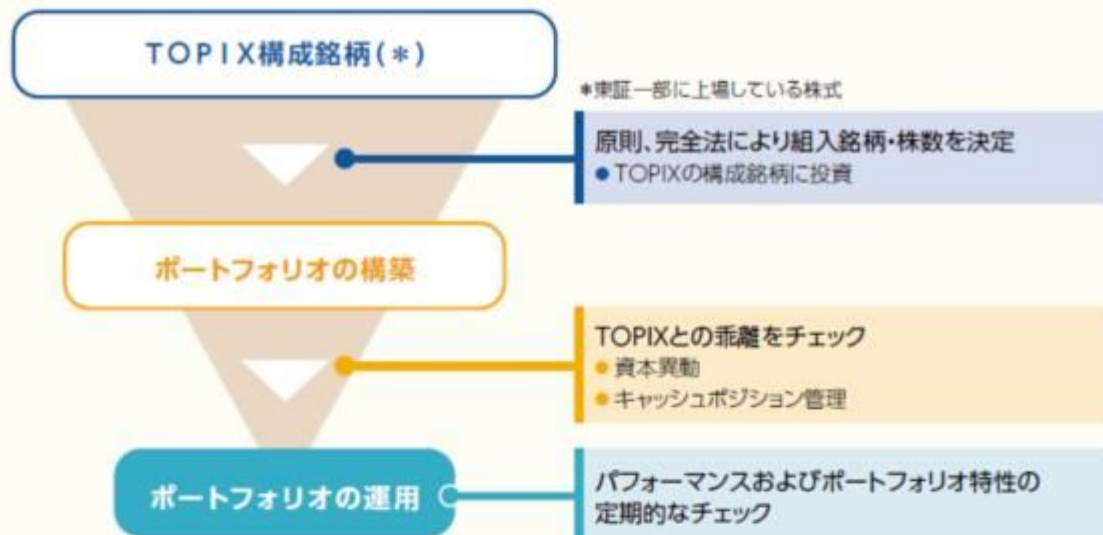 TOPIX構成銘柄(*)
*東証一部に上場している株式
原則、完全法により組入銘柄・株数を決定
●TOPIXの構成銘柄に投資
ポートフォリオの構築
TOPIXとの乖離をチェック
●資本異動
●キャッシュポジション管理
ポートフォリオの運用
パフォーマンスおよびポートフォリオ特性の
定期的なチェック